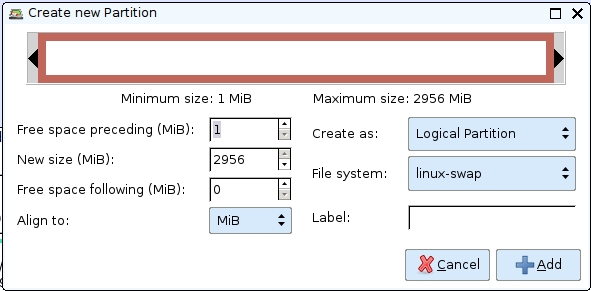 Create new Partition
Minimum size: 1 MiB Maximum size: 2956 MiB
Free space preceding (MiB): 1 Create as: Logical Partition
New size (MiB): 2956
File system: linux-swap
Free space following (MiB): 0
Align to: MiB Label:
Cancel Add